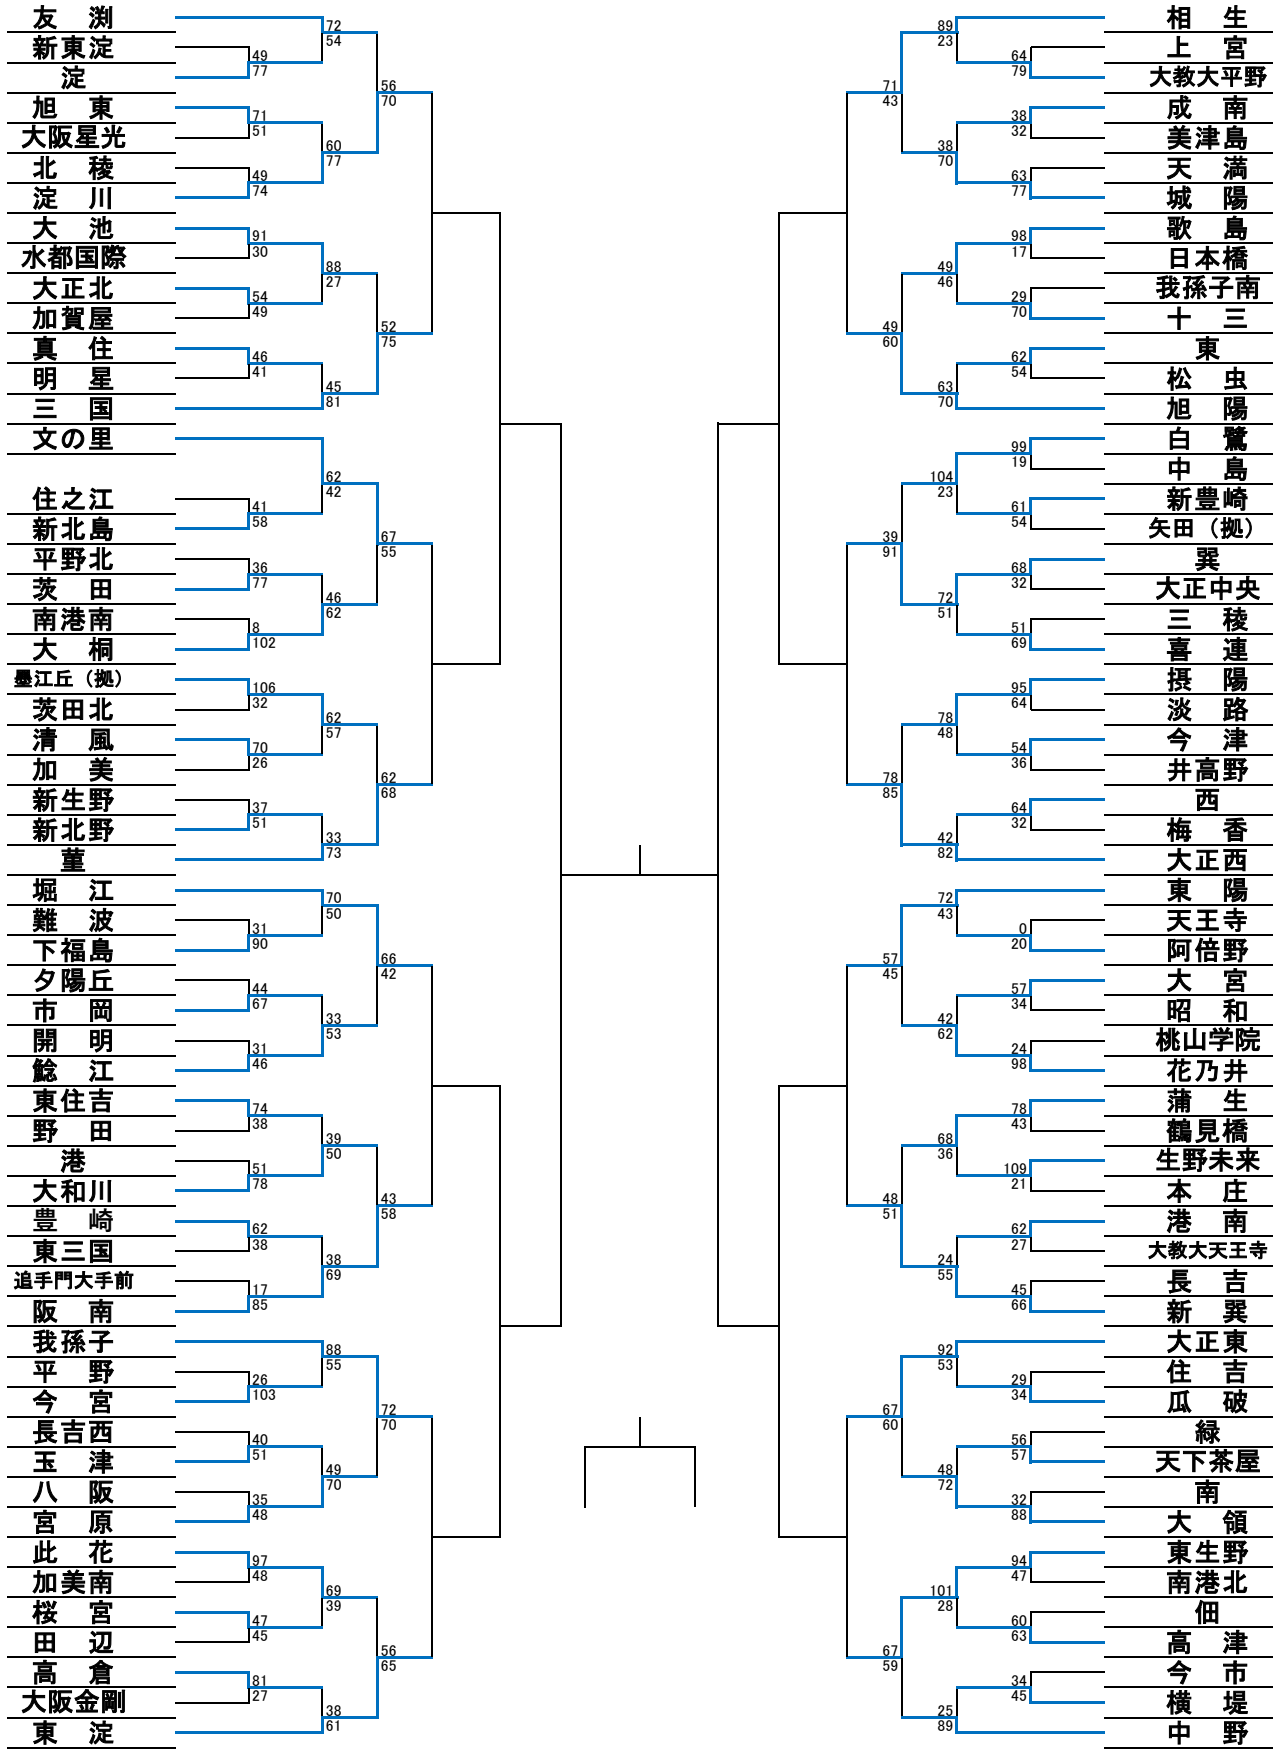 友 渕
72
54
新東淀
49
77
淀
56
70
旭 東
71
51
大阪星光
60
77
北 稜
49
74
淀 川
大 池
91
30
水都国際
88
27
大正北
54
49
加賀屋
52
75
真 住
46
41
明 星
45
81
三 国
文の里
62
42
住之江
41
58
新北島
67
55
平野北
36
77
茨 田
46
62
南港南
8
102
大 桐
墨江丘（拠）
106
32
茨田北
62
57
清 風
70
26
加 美
62
68
新生野
37
51
新北野
33
73
菫
堀 江
70
50
難 波
31
90
下福島
66
42
夕陽丘
44
67
市 岡
33
53
開 明
31
46
鯰 江
東住吉
74
38
野 田
39
50
港
51
78
大和川
43
58
豊 崎
62
38
東三国
38
69
追手門大手前
17
85
阪 南
我孫子
88
55
平 野
26
103
今 宮
72
70
長吉西
40
51
玉 津
49
70
八 阪
35
48
宮 原
此 花
97
48
加美南
69
39
桜 宮
47
45
田 辺
56
65
高 倉
81
27
大阪金剛
38
61
東 淀
相 生
89
23
上 宮
64
79
大教大平野
71
43
成 南
38
32
美津島
38
70
天 満
63
77
城 陽
歌 島
98
17
日本橋
49
46
我孫子南
29
70
十 三
49
60
東
62
54
松 虫
63
70
旭 陽
白 鷺
99
19
中 島
104
23
新豊崎
61
54
矢田（拠）
39
91
巽
68
32
大正中央
72
51
三 稜
51
69
喜 連
摂 陽
95
64
淡 路
78
48
今 津
54
36
井高野
78
85
西
64
32
梅 香
42
82
大正西
東 陽
72
43
天王寺
0
20
阿倍野
57
45
大 宮
57
34
昭 和
42
62
桃山学院
24
98
花乃井
蒲 生
78
43
鶴見橋
68
36
生野未来
109
21
本 庄
48
51
港 南
62
27
大教大天王寺
24
55
長 吉
45
66
新 巽
大正東
92
53
住 吉
29
34
瓜 破
67
60
緑
56
57
天下茶屋
48
72
南
32
88
大 領
東生野
94
47
南港北
101
28
佃
60
63
高 津
67
59
今 市
34
45
横 堤
25
89
中 野